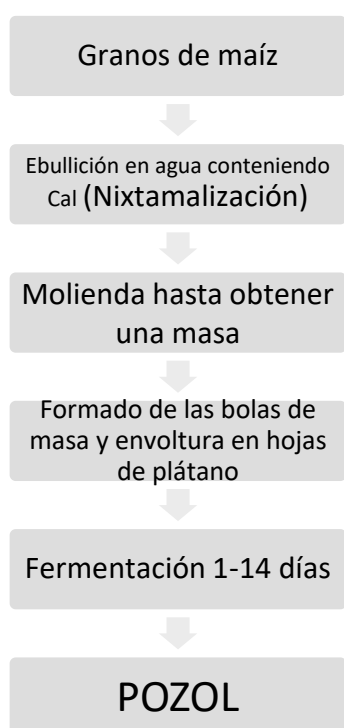 Granos de maíz
Ebullición en agua conteniendo
Cal (Nixtamalización)
Molienda hasta obtener
una masa
Formado de las bolas de
masa y envoltura en hojas
de plátano
Fermentación 1-14 días
POZOL